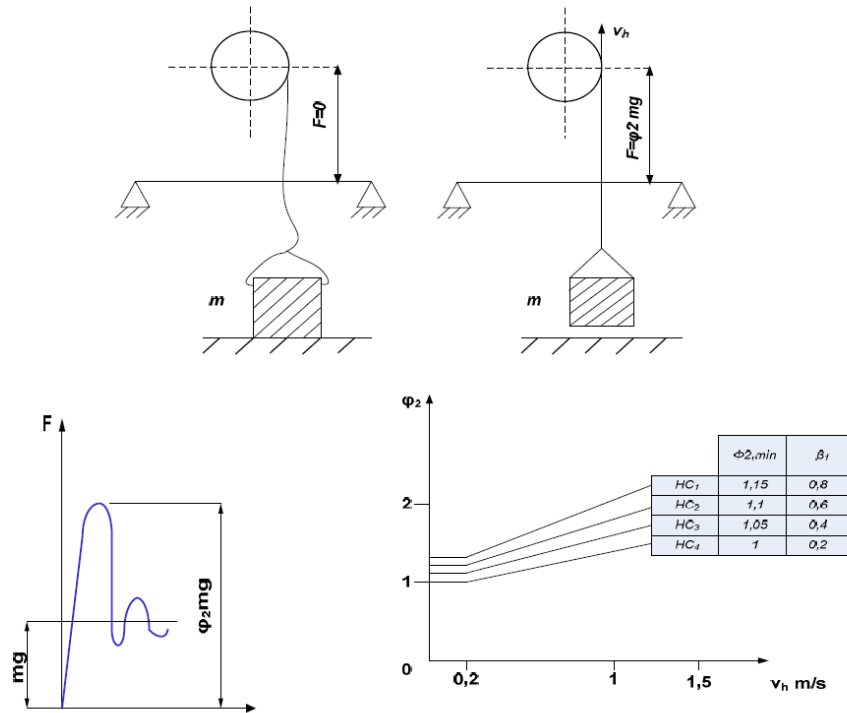 v_h
F=0
F=φ2 mg
m
m
F
φ₂mg
mg
φ₂
2
1
0
0,2
1
1,5
v_h m/s
Φ2,min β₁
HC₁ 1,15 0,8
HC₂ 1,1 0,6
HC₃ 1,05 0,4
HC₄ 1 0,2